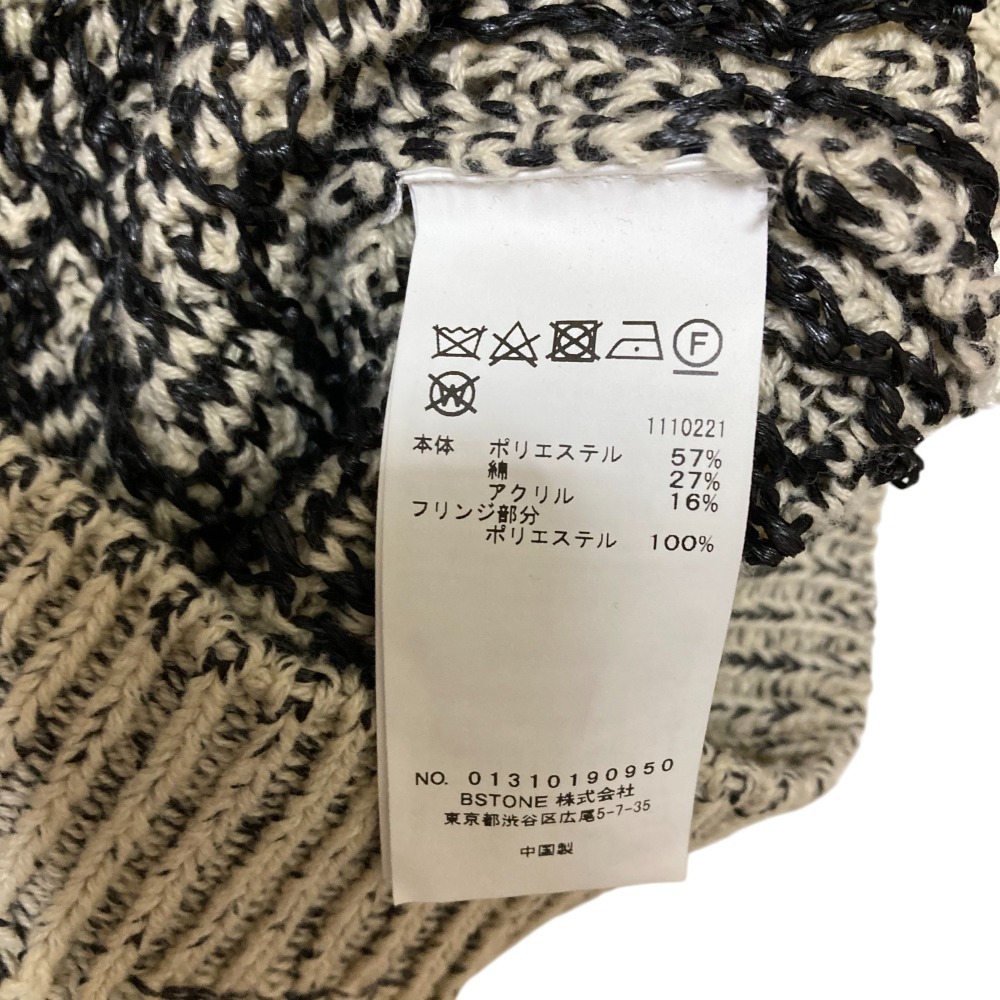 F
W
1110221
本体 ポリエステル 57%
綿 27%
アクリル 16%
フリンジ部分
ポリエステル 100%
NO. 01310190950
BSTONE 株式会社
東京都渋谷区広尾5-7-35
中国製